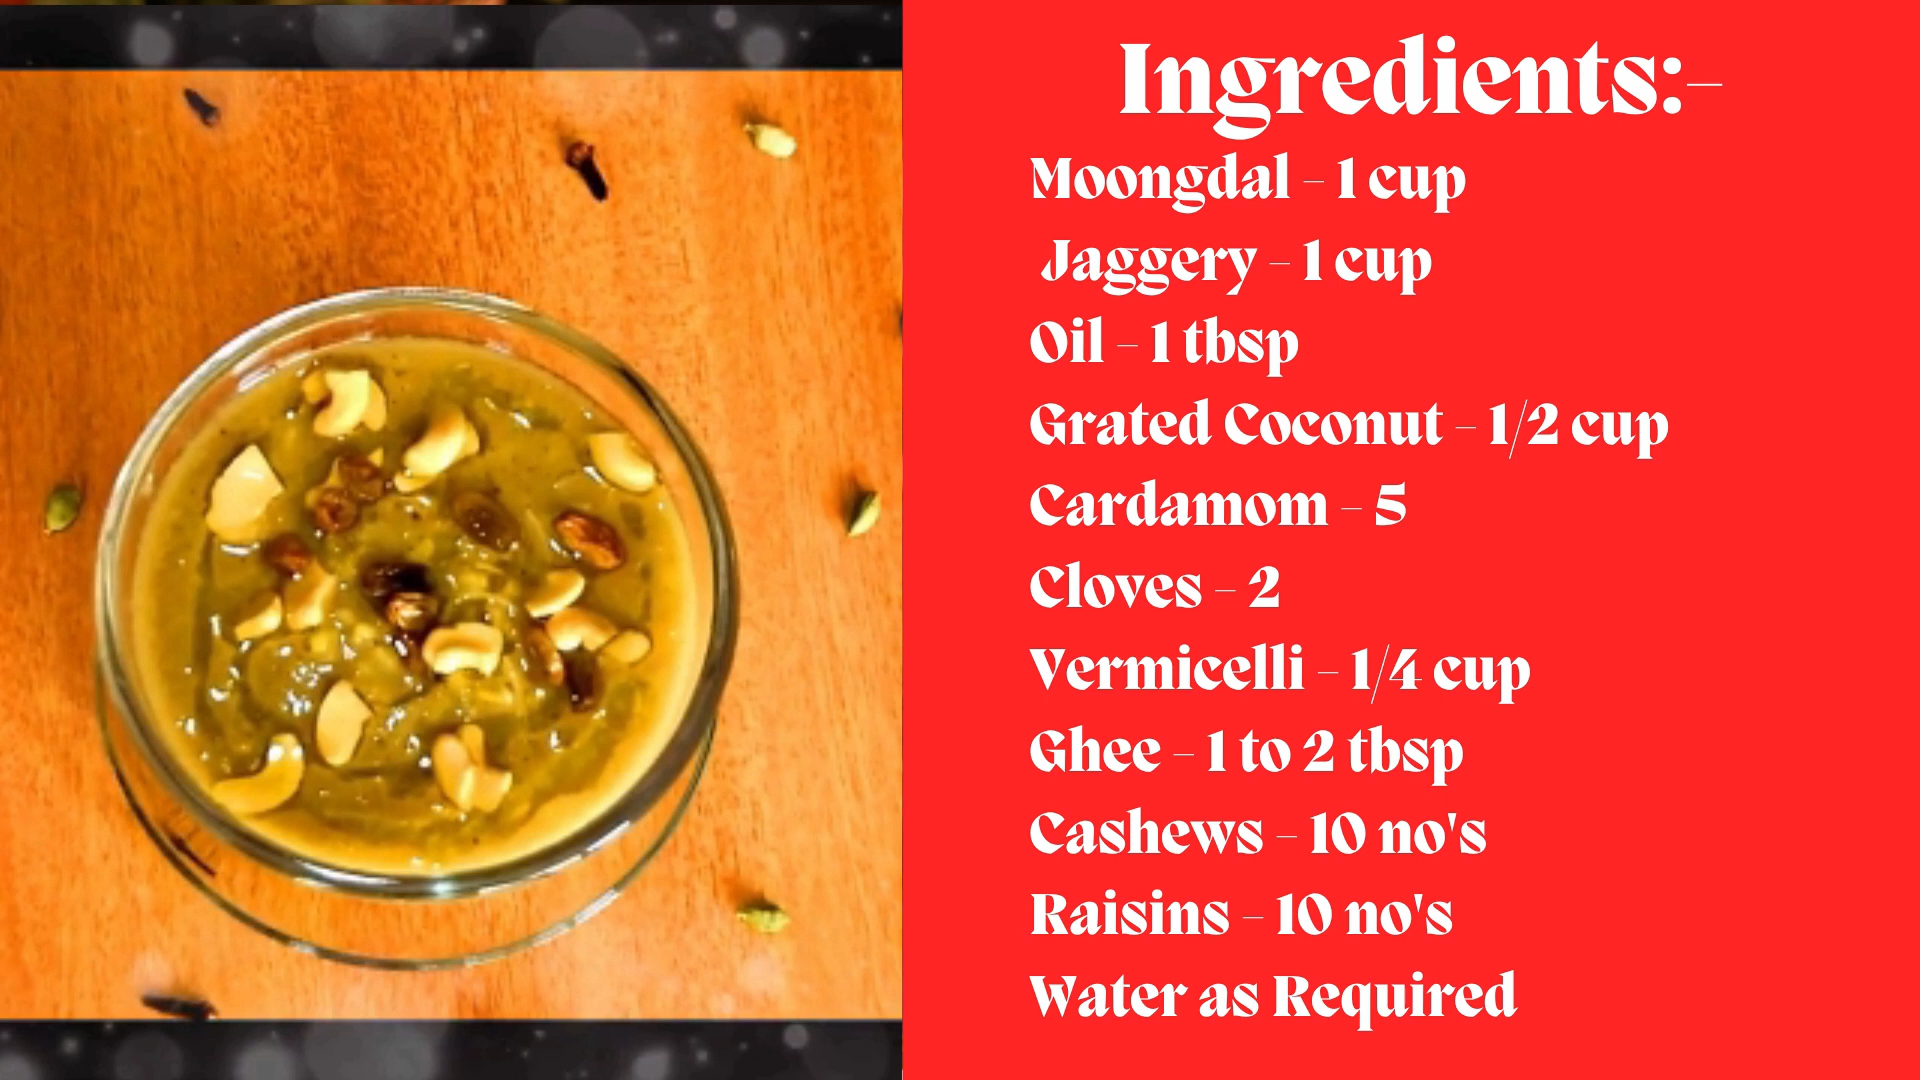 Ingredients:-
Moongdal - 1 cup
Jaggery - 1 cup
Oil - 1 tbsp
Grated Coconut - 1/2 cup
Cardamom - 5
Cloves - 2
Vermicelli - 1/4 cup
Ghee - 1 to 2 tbsp
Cashews - 10 no's
Raisins - 10 no's
Water as Required